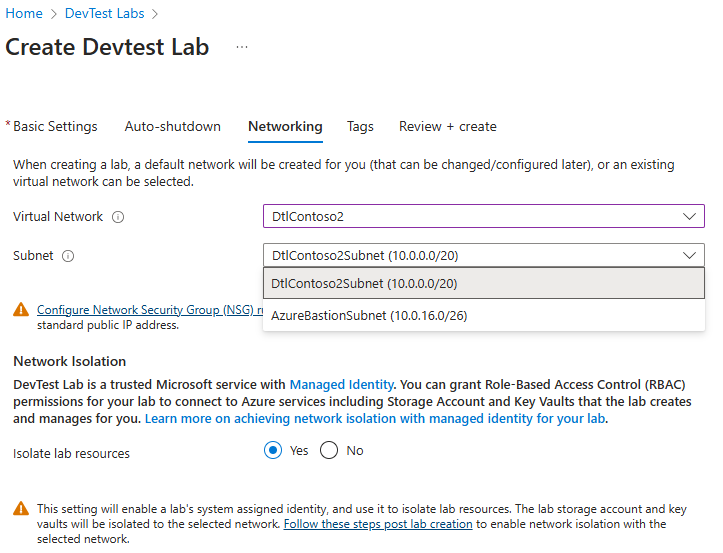 Home > DevTest Labs >
Create Devtest Lab ...
* Basic Settings Auto-shutdown Networking Tags Review + create
When creating a lab, a default network will be created for you (that can be changed/configured later), or an existing
virtual network can be selected.
Virtual Network DtlContoso2
Subnet DtlContoso2Subnet (10.0.0.0/20)
DtlContoso2Subnet (10.0.0.0/20)
Configure Network Security Group (NSG) ru
AzureBastionSubnet (10.0.16.0/26)
standard public IP address.
Network Isolation
DevTest Lab is a trusted Microsoft service with Managed Identity. You can grant Role-Based Access Control (RBAC)
permissions for your lab to connect to Azure services including Storage Account and Key Vaults that the lab creates
and manages for you. Learn more on achieving network isolation with managed identity for your lab.
Isolate lab resources Yes No
This setting will enable a lab's system assigned identity, and use it to isolate lab resources. The lab storage account and key
vaults will be isolated to the selected network. Follow these steps post lab creation to enable network isolation with the
selected network.